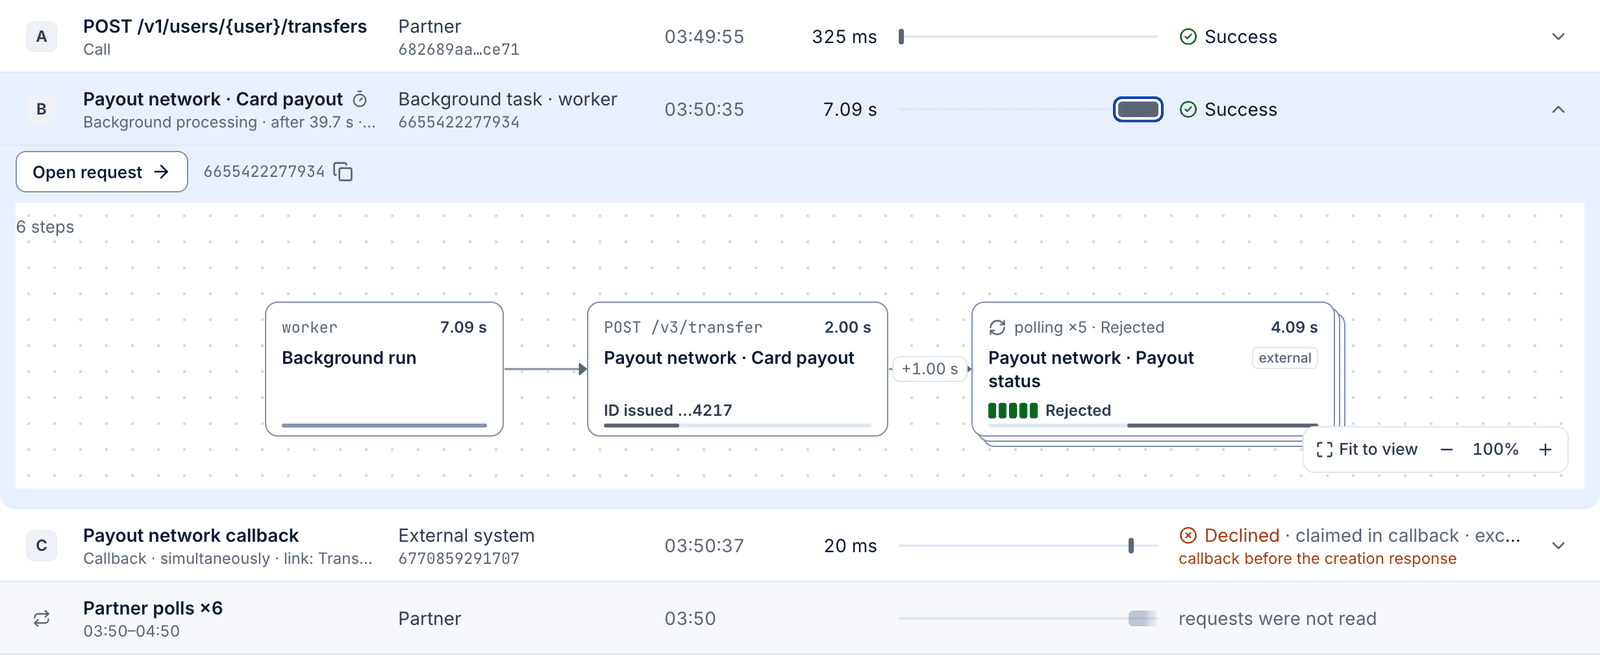 A
POST /v1/users/{user}/transfers
Call
Partner
682689aa…ce71
03:49:55
325 ms
Success
B
Payout network · Card payout
Background processing · after 39.7 s ·…
Background task · worker
6655422277934
03:50:35
7.09 s
Success
Open request →
6655422277934
6 steps
worker
7.09 s
Background run
POST /v3/transfer
2.00 s
Payout network · Card payout
ID issued …4217
+1.00 s
polling ×5 · Rejected
4.09 s
Payout network · Payout
status
external
Rejected
Fit to view
− 100% +
C
Payout network callback
Callback · simultaneously · link: Trans…
External system
6770859291707
03:50:37
20 ms
Declined · claimed in callback · exc…
callback before the creation response
Partner polls ×6
03:50–04:50
Partner
03:50
requests were not read